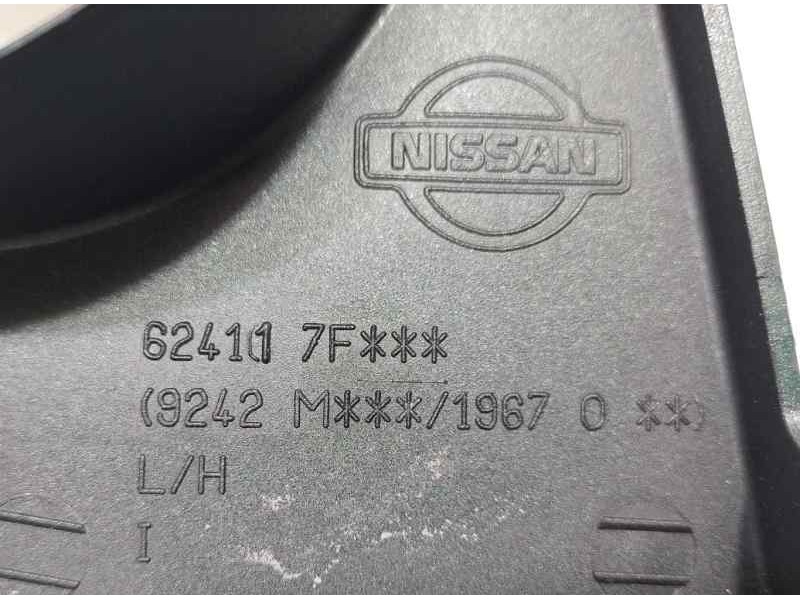 NISSAN
62411 7F***
(9242 M***/1967 0 **)
L/H
I